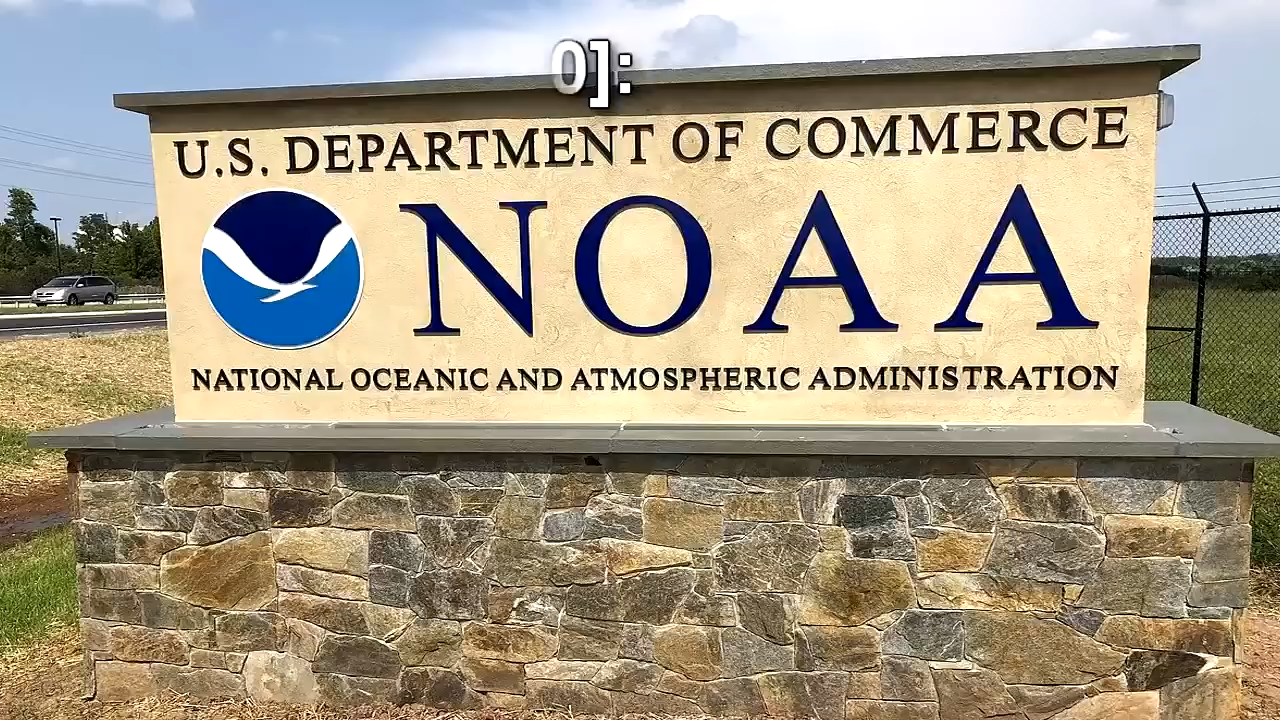 0]:
U.S. DEPARTMENT OF COMMERCE
NOAA
NATIONAL OCEANIC AND ATMOSPHERIC ADMINISTRATION